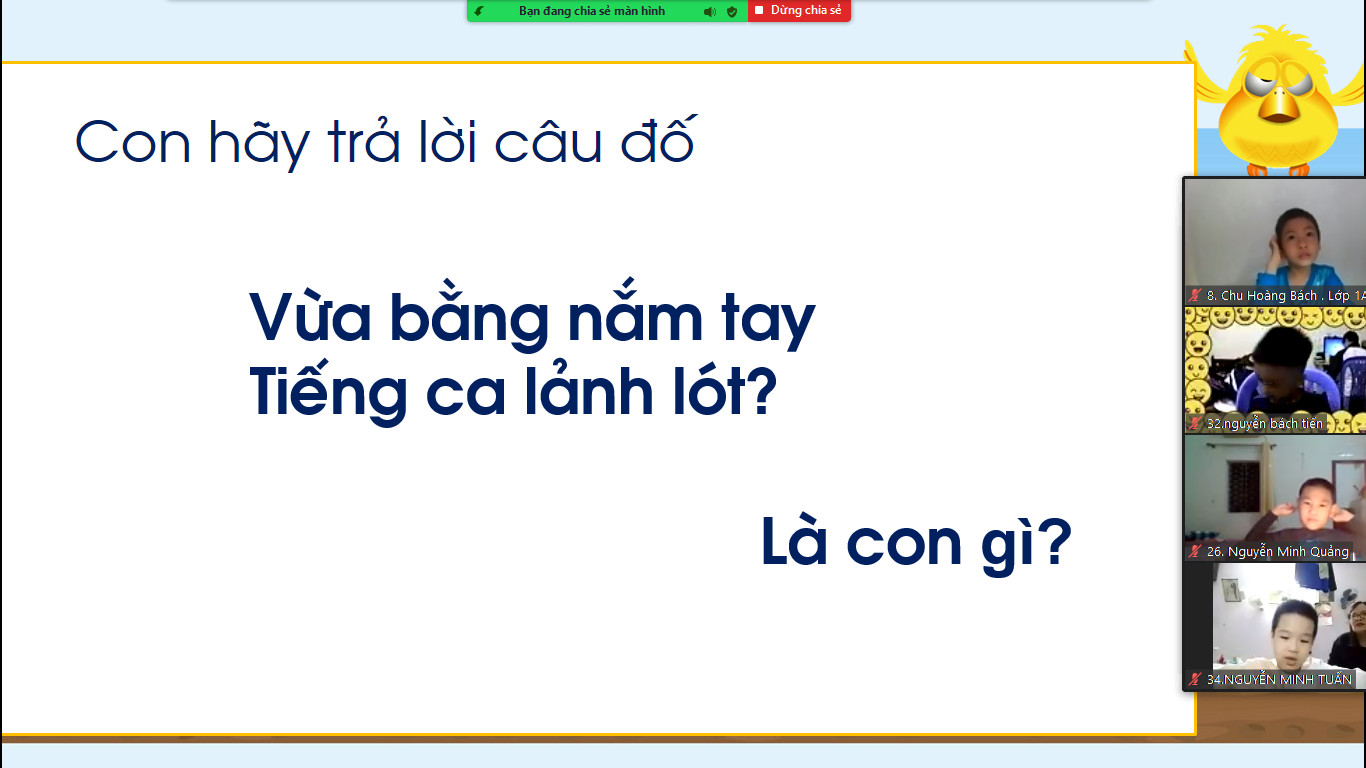 Bạn đang chia sẻ màn hình
Dừng chia sẻ
Con hãy trả lời câu đố
Vừa bằng nắm tay
Tiếng ca lảnh lót?
Là con gì?
8. Chu Hoàng Bách . Lớp 1A
32.nguyễn bách tiến
26. Nguyễn Minh Quảng
34.NGUYỄN MINH TUẤN